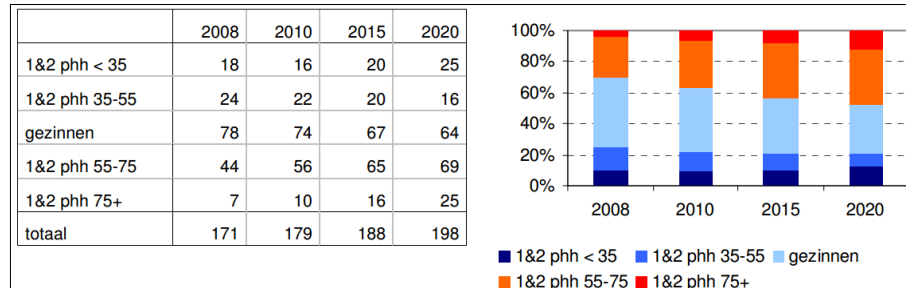 2008 2010 2015 2020
1&2 phh < 35 18 16 20 25
1&2 phh 35-55 24 22 20 16
gezinnen 78 74 67 64
1&2 phh 55-75 44 56 65 69
1&2 phh 75+ 7 10 16 25
totaal 171 179 188 198
100%
80%
60%
40%
20%
0%
2008 2010 2015 2020
1&2 phh < 35 1&2 phh 35-55 gezinnen
1&2 phh 55-75 1&2 phh 75+